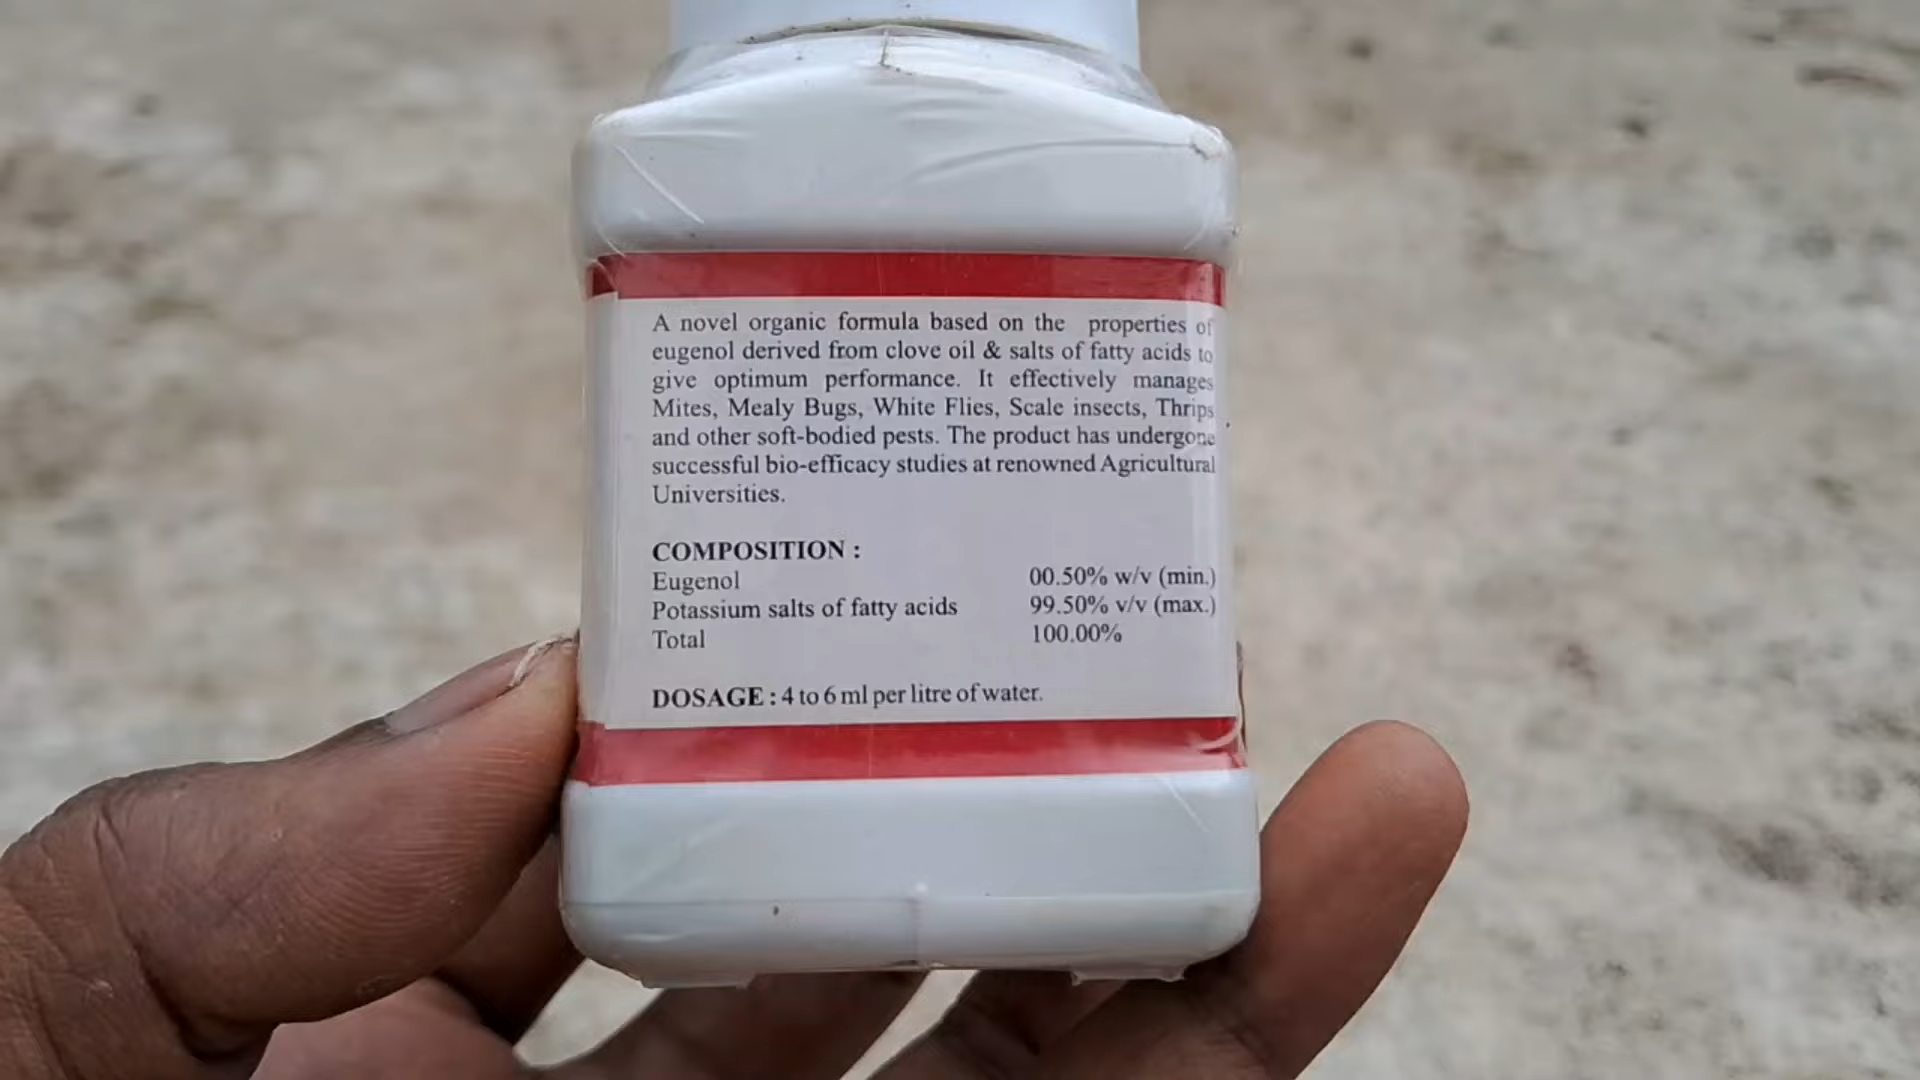 A novel organic formula based on the properties of
eugenol derived from clove oil & salts of fatty acids to
give optimum performance. It effectively manages
Mites, Mealy Bugs, White Flies, Scale insects, Thrips
and other soft-bodied pests. The product has undergone
successful bio-efficacy studies at renowned Agricultural
Universities.
COMPOSITION :
Eugenol 00.50% w/v (min.)
Potassium salts of fatty acids 99.50% v/v (max.)
Total 100.00%
DOSAGE : 4 to 6 ml per litre of water.